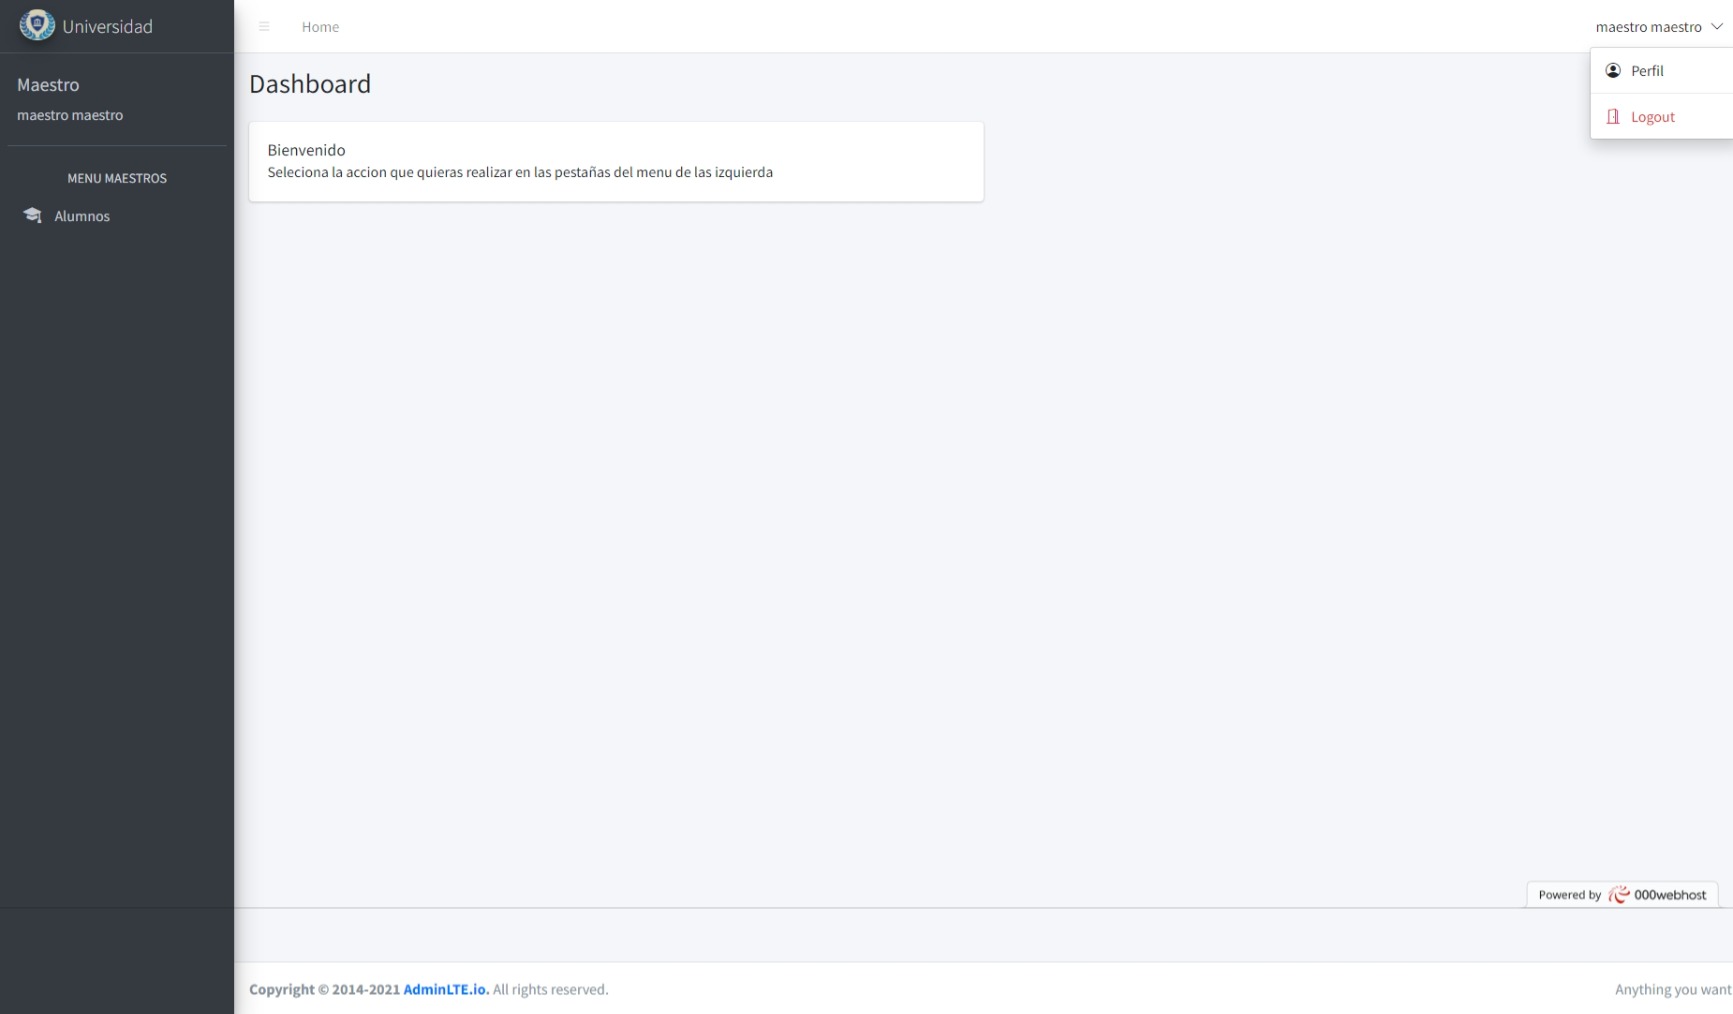 Universidad
Home
maestro maestro
Perfil
Logout
Maestro
maestro maestro
MENU MAESTROS
Alumnos
Dashboard
Bienvenido
Seleciona la accion que quieras realizar en las pestañas del menu de las izquierda
Powered by 000webhost
Copyright © 2014-2021 AdminLTE.io. All rights reserved.
Anything you want